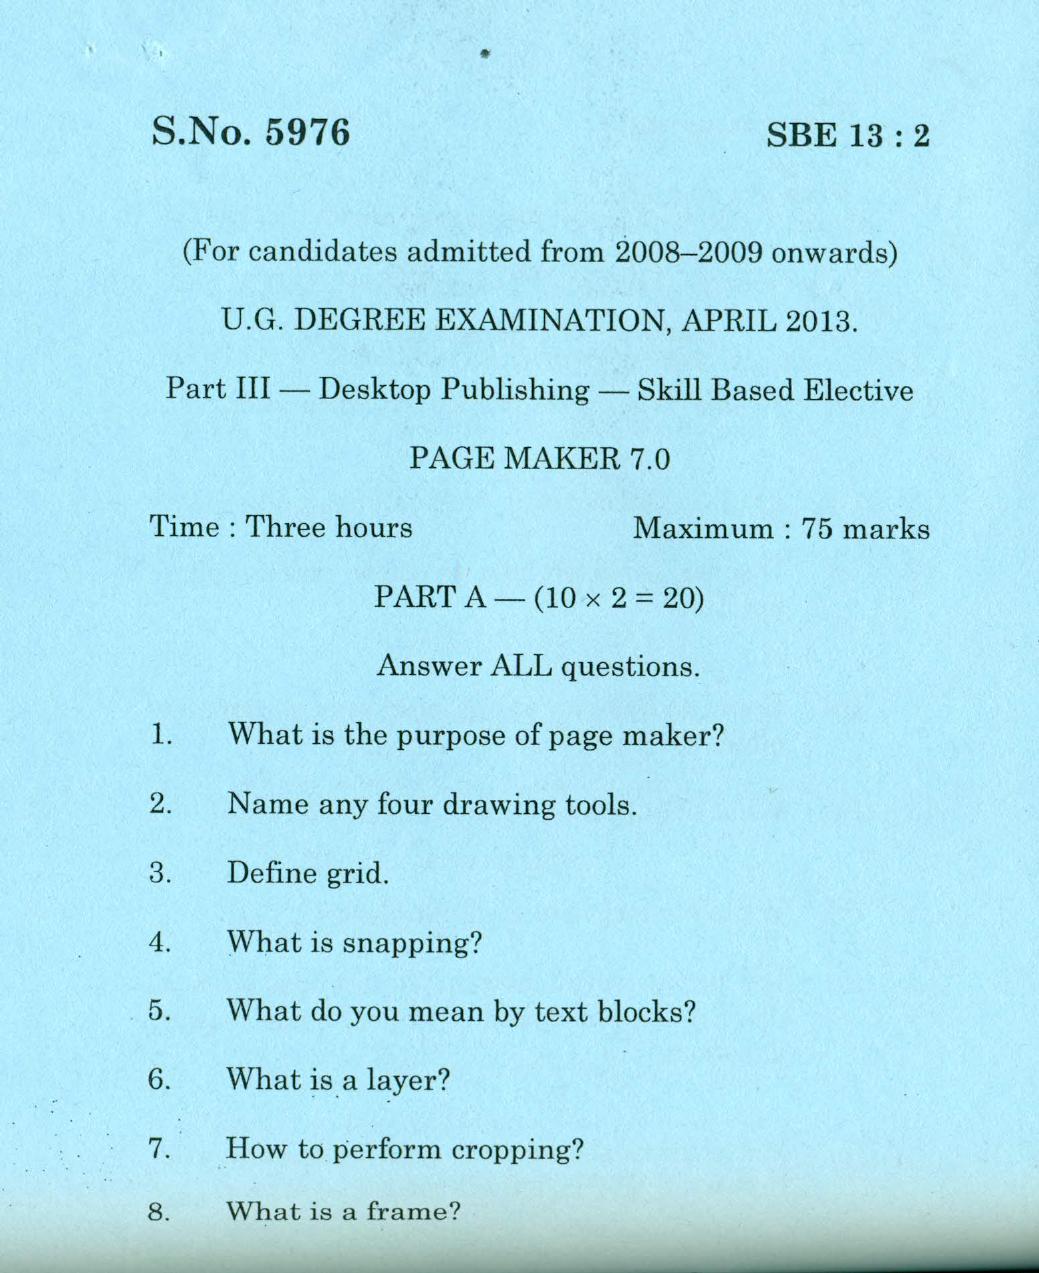 S.No. 5976 SBE 13 : 2
(For candidates admitted from 2008–2009 onwards)
U.G. DEGREE EXAMINATION, APRIL 2013.
Part III — Desktop Publishing — Skill Based Elective
PAGE MAKER 7.0
Time : Three hours Maximum : 75 marks
PART A — (10 × 2 = 20)
Answer ALL questions.
1. What is the purpose of page maker?
2. Name any four drawing tools.
3. Define grid.
4. What is snapping?
5. What do you mean by text blocks?
6. What is a layer?
7. How to perform cropping?
8. What is a frame?